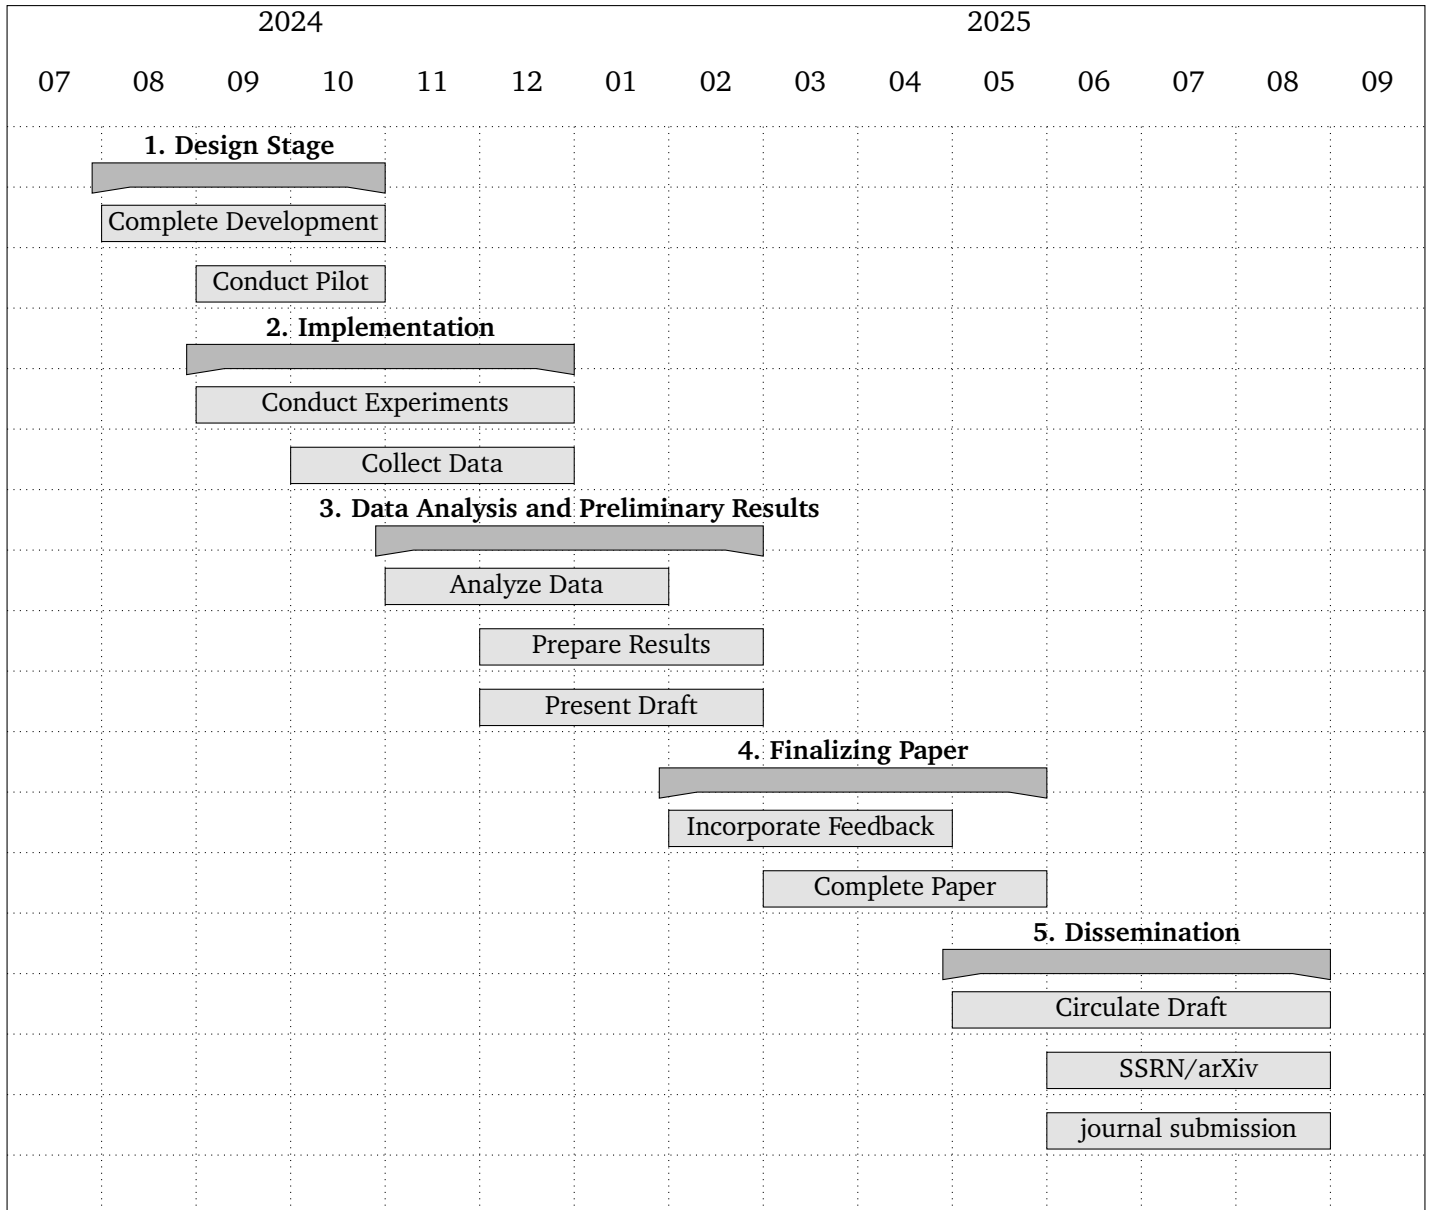 2024 2025
07 08 09 10 11 12 01 02 03 04 05 06 07 08 09
1. Design Stage
Complete Development
Conduct Pilot
2. Implementation
Conduct Experiments
Collect Data
3. Data Analysis and Preliminary Results
Analyze Data
Prepare Results
Present Draft
4. Finalizing Paper
Incorporate Feedback
Complete Paper
5. Dissemination
Circulate Draft
SSRN/arXiv
journal submission